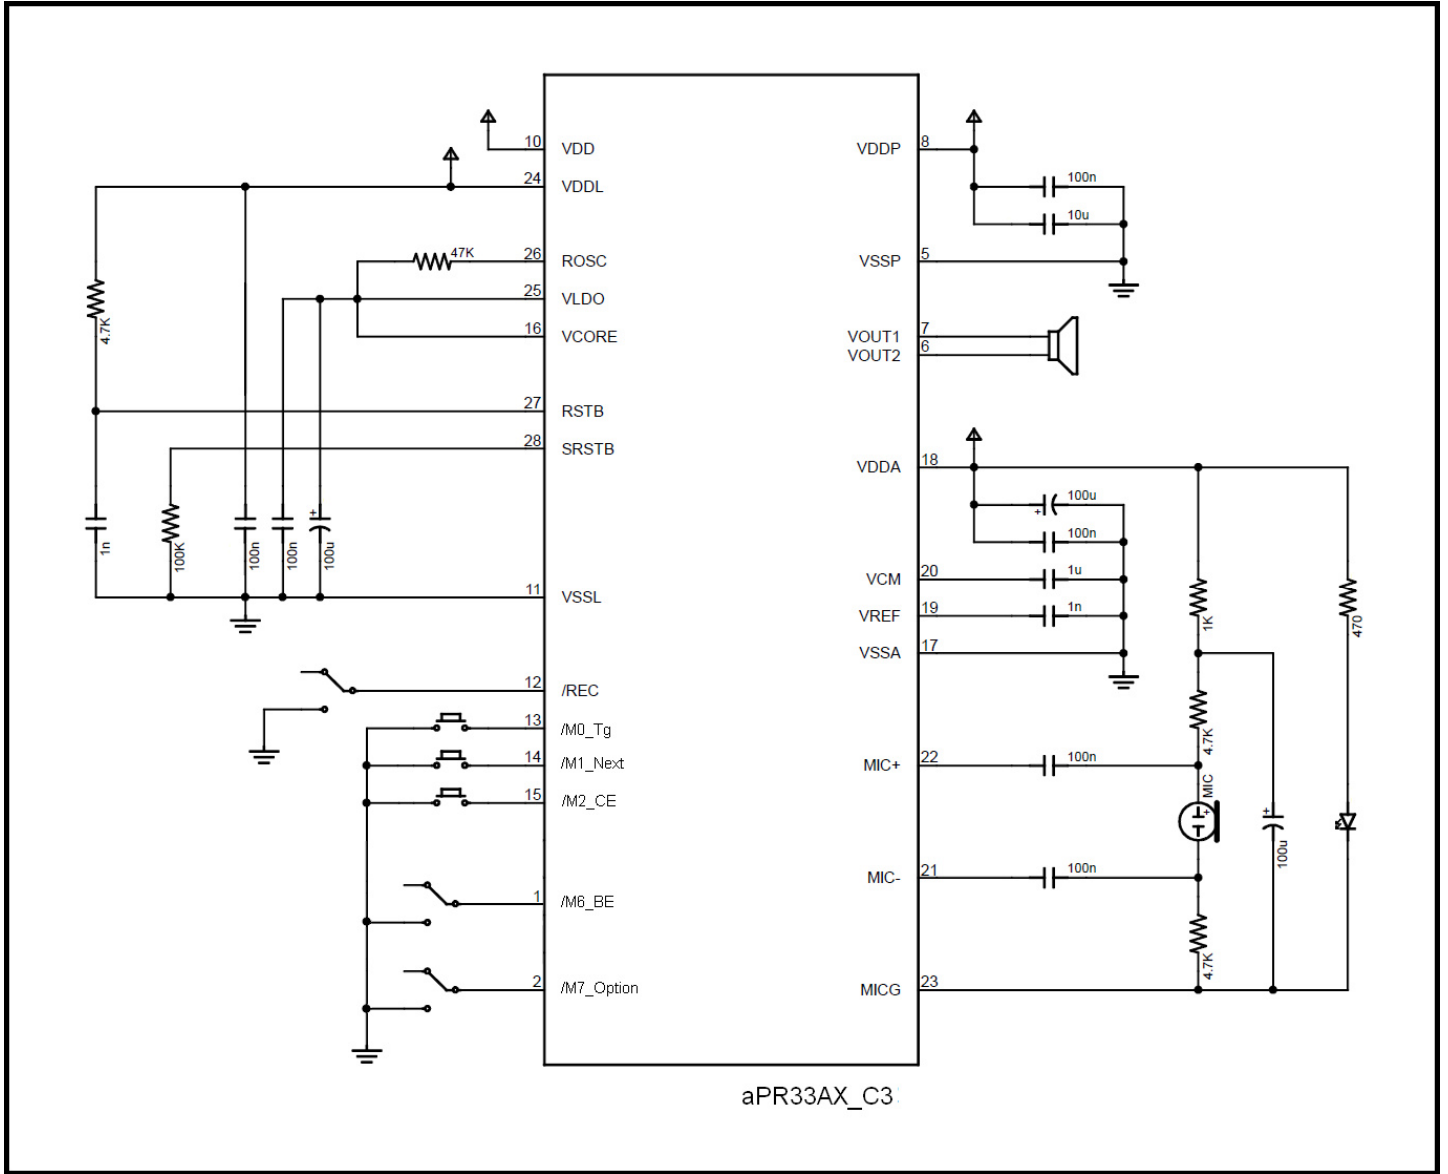 10 VDD
24 VDDL
47K 26 ROSC
25 VLDO
16 VCORE
4.7K
27 RSTB
28 SRSTB
1n
100K
100n
100n
+ 100u
11 VSSL
12 /REC
13 /M0_Tg
14 /M1_Next
15 /M2_CE
1 /M6_BE
2 /M7_Option
VDDP 8
100n
10u
VSSP 5
VOUT1 7
VOUT2 6
VDDA 18
+ 100u
100n
VCM 20 1u
VREF 19 1n
VSSA 17
1K
470
4.7K
MIC+ 22 100n
MIC
+
+ 100u
MIC- 21 100n
4.7K
MICG 23
aPR33AX_C3